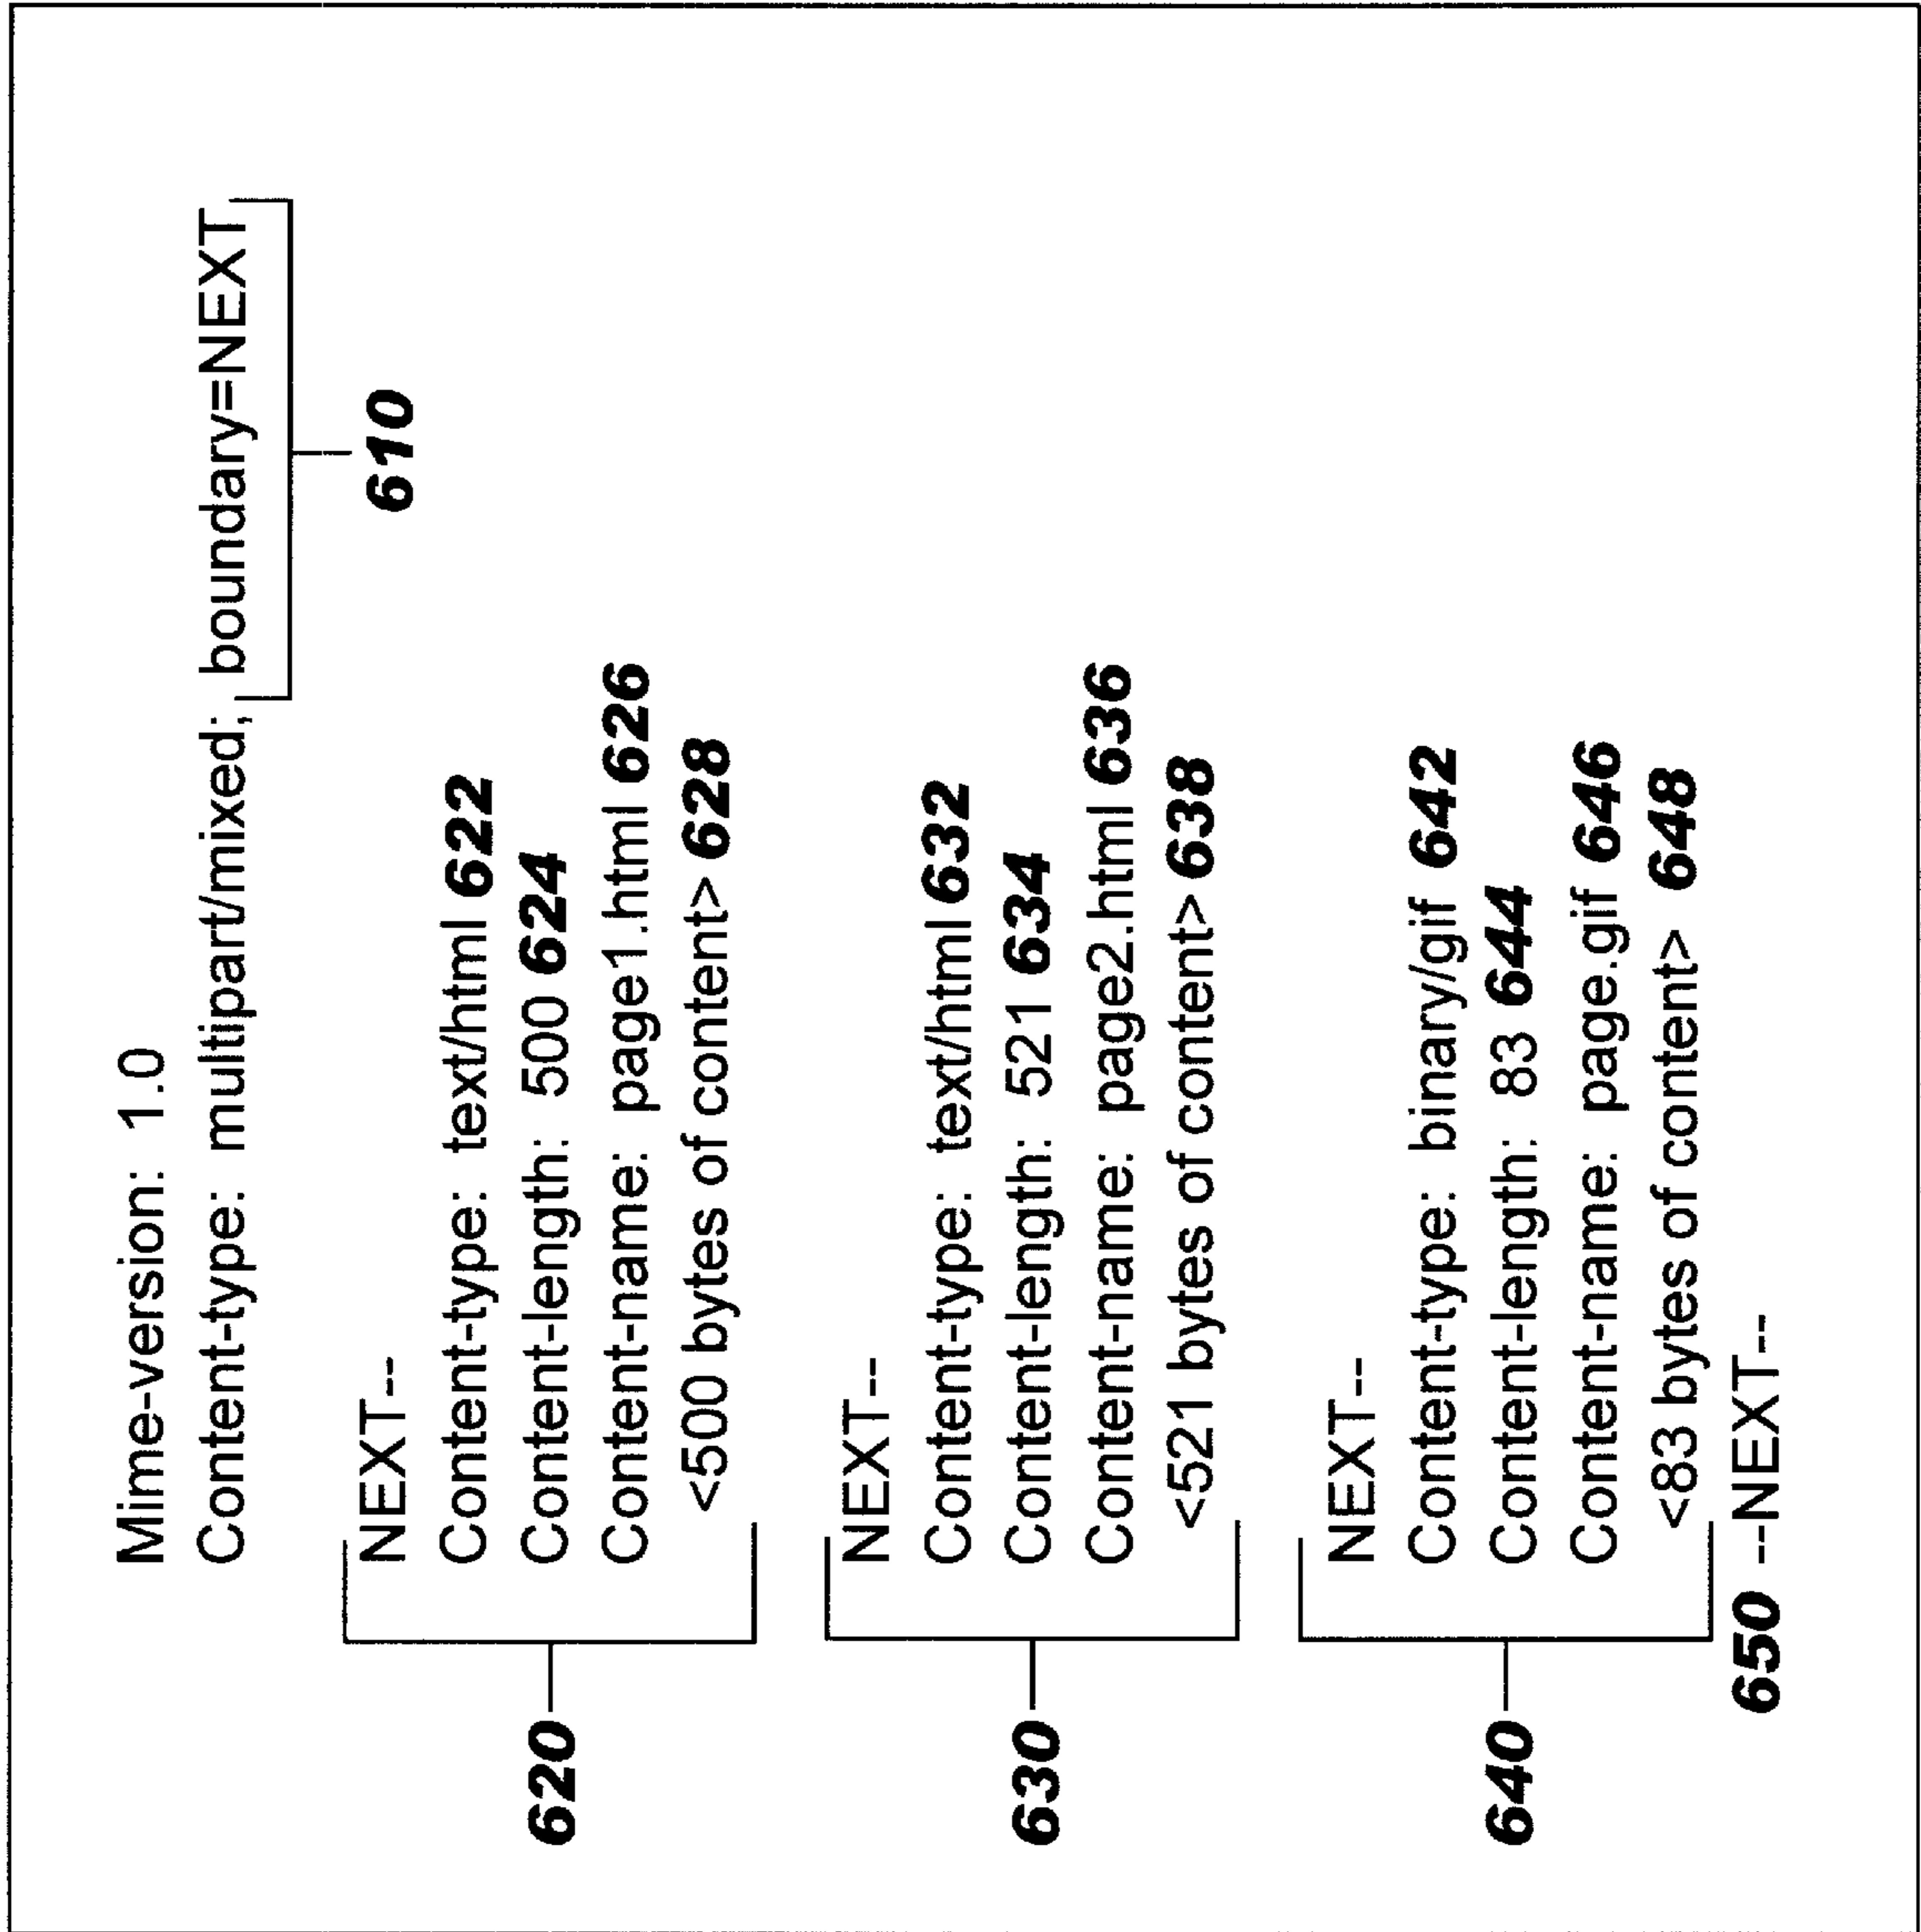 Mime-version: 1.0
Content-type: multipart/mixed; boundary=NEXT
610
NEXT--
Content-type: text/html 622
620
Content-length: 500 624
Content-name: page1.html 626
<500 bytes of content> 628
NEXT--
Content-type: text/html 632
630
Content-length: 521 634
Content-name: page2.html 636
<521 bytes of content> 638
NEXT--
Content-type: binary/gif 642
640
Content-length: 83 644
Content-name: page.gif 646
<83 bytes of content> 648
650 --NEXT--